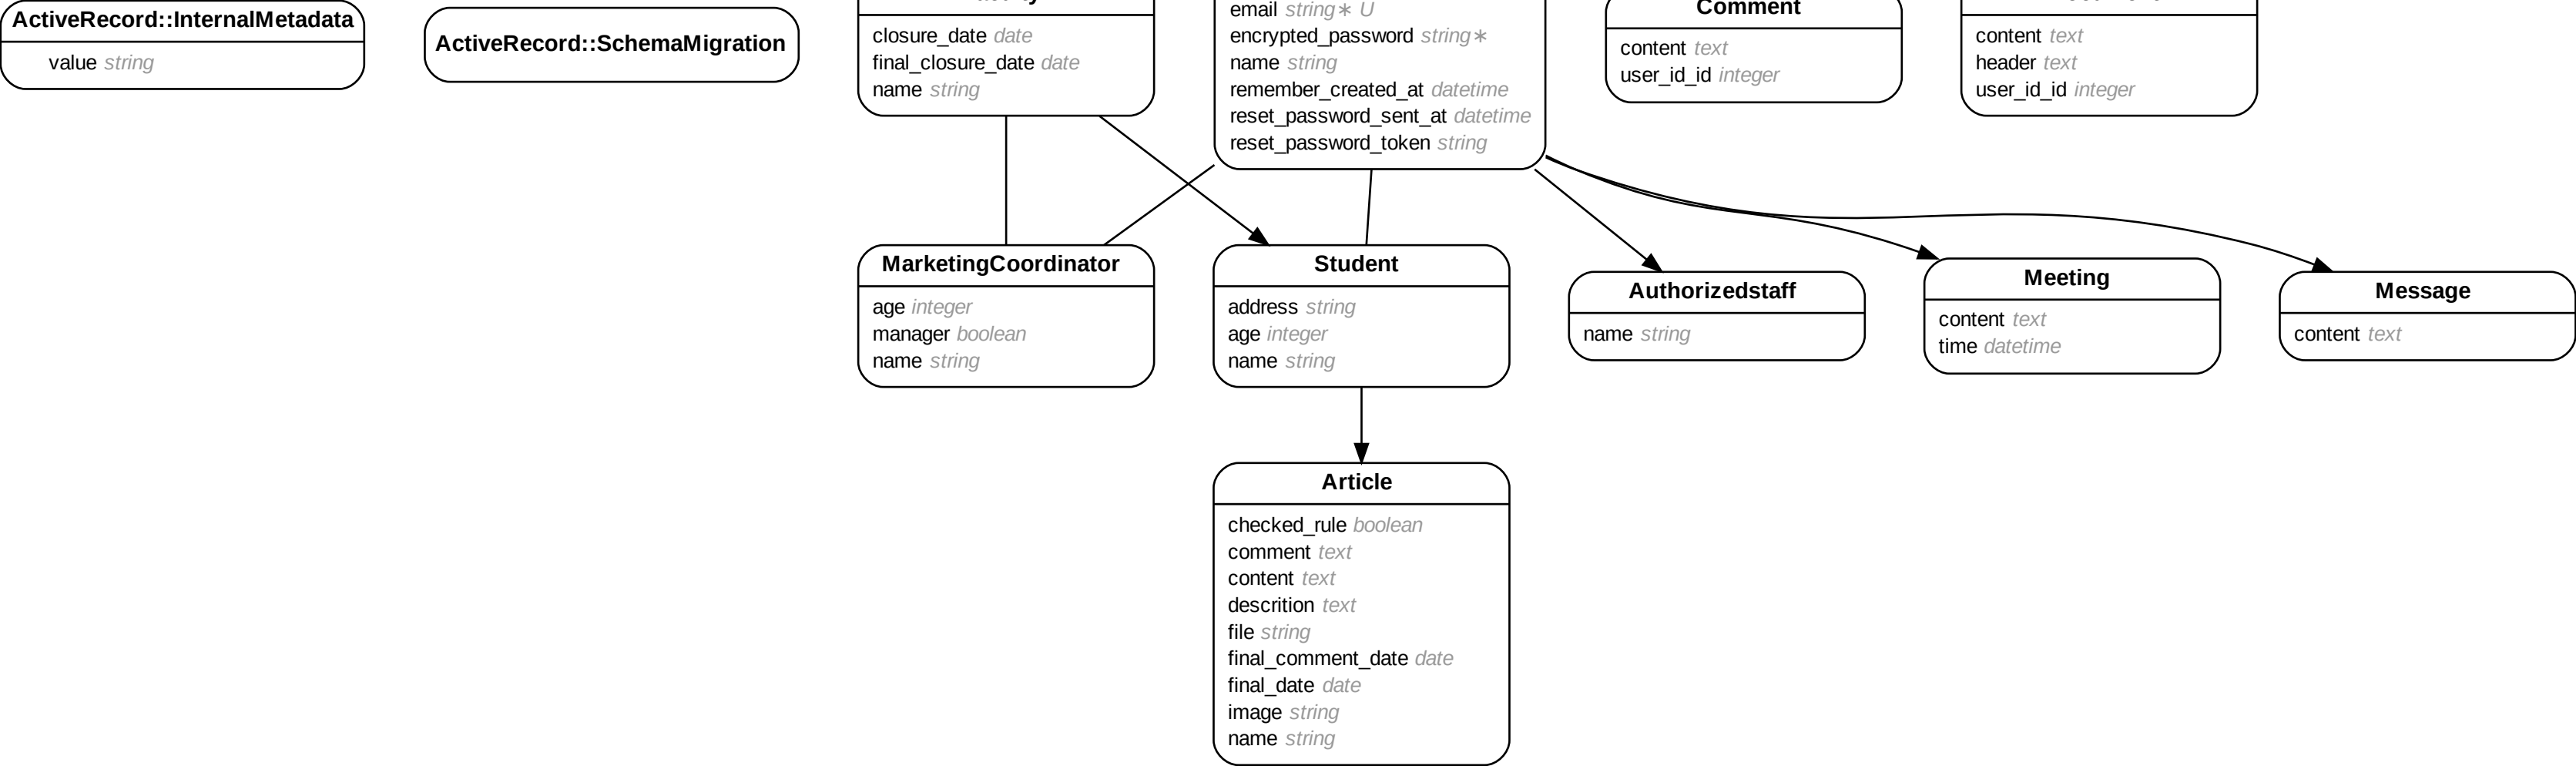 ActiveRecord::InternalMetadata
value string
ActiveRecord::SchemaMigration
closure_date date
final_closure_date date
name string
email string∗ U
encrypted_password string∗
name string
remember_created_at datetime
reset_password_sent_at datetime
reset_password_token string
Comment
content text
user_id_id integer
content text
header text
user_id_id integer
MarketingCoordinator
age integer
manager boolean
name string
Student
address string
age integer
name string
Authorizedstaff
name string
Meeting
content text
time datetime
Message
content text
Article
checked_rule boolean
comment text
content text
descrition text
file string
final_comment_date date
final_date date
image string
name string